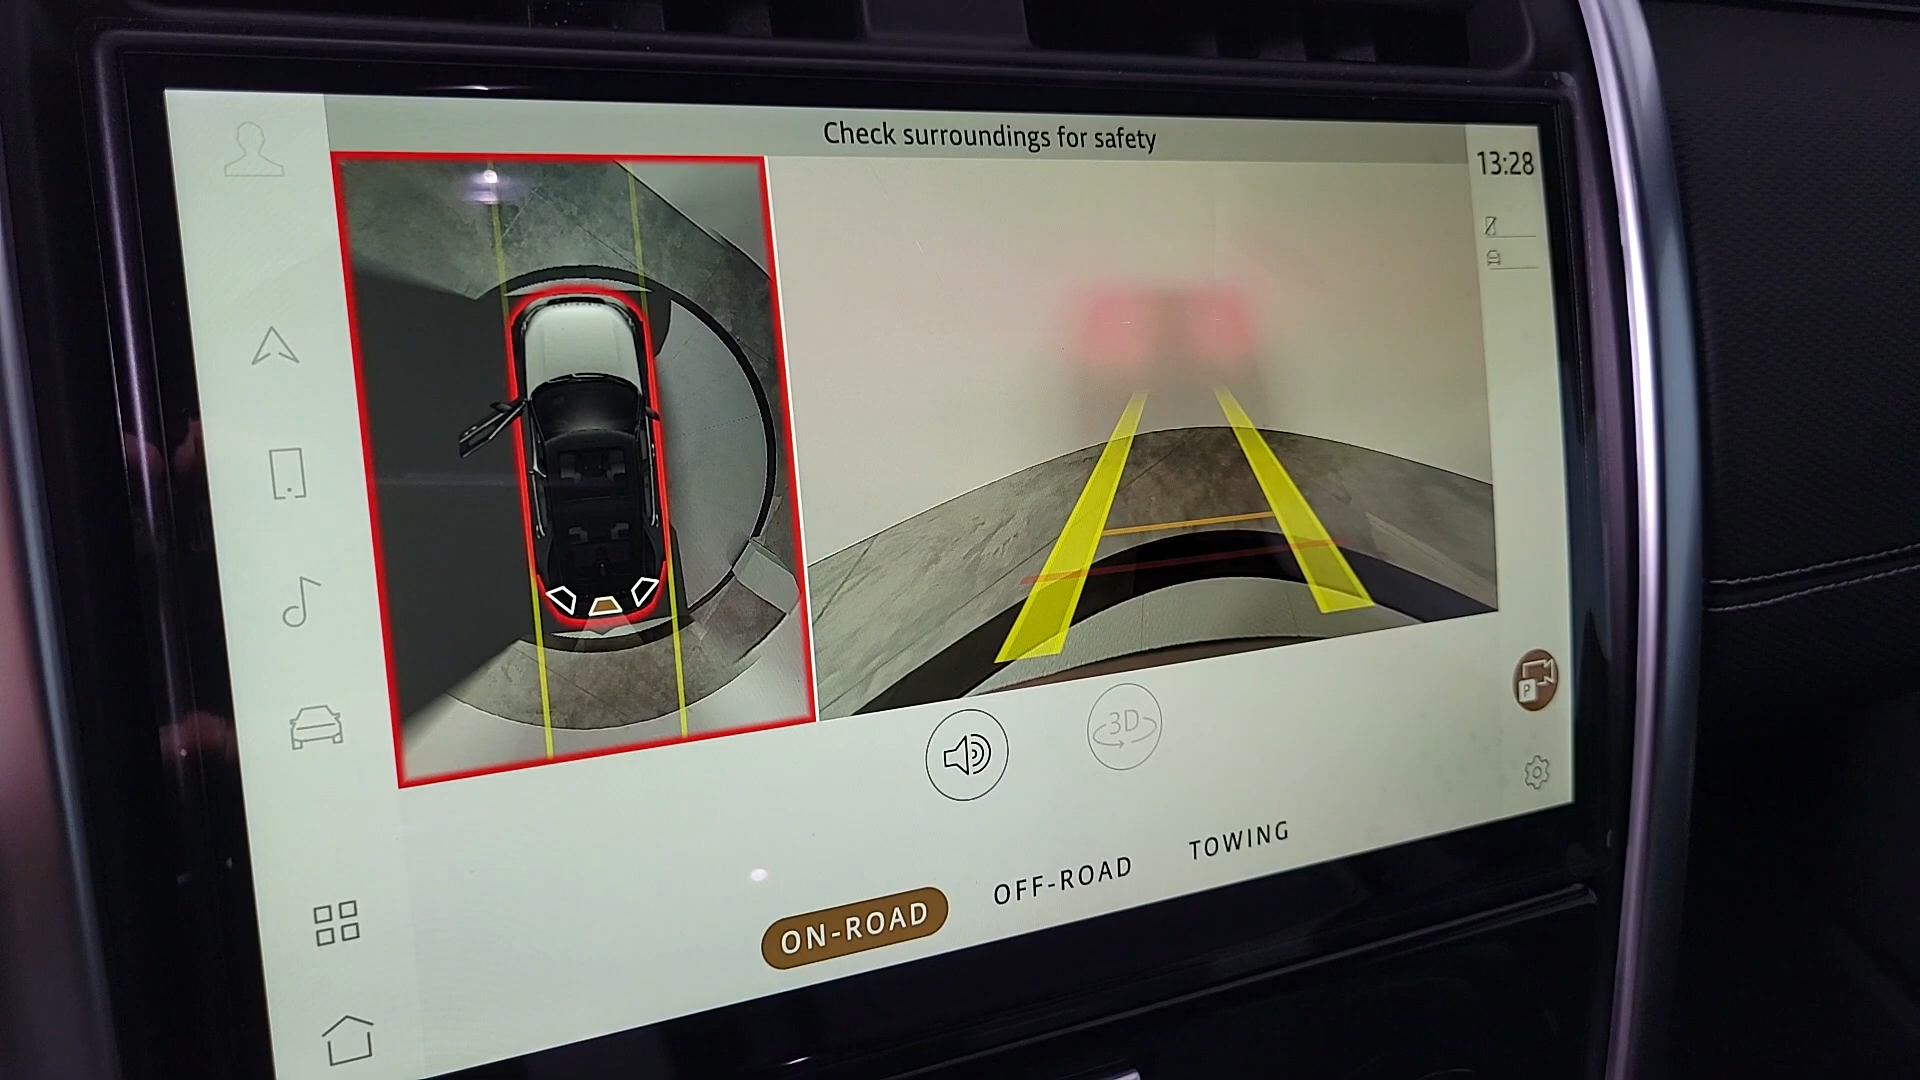 Check surroundings for safety
13:28
P
3D
ON-ROAD
OFF-ROAD
TOWING